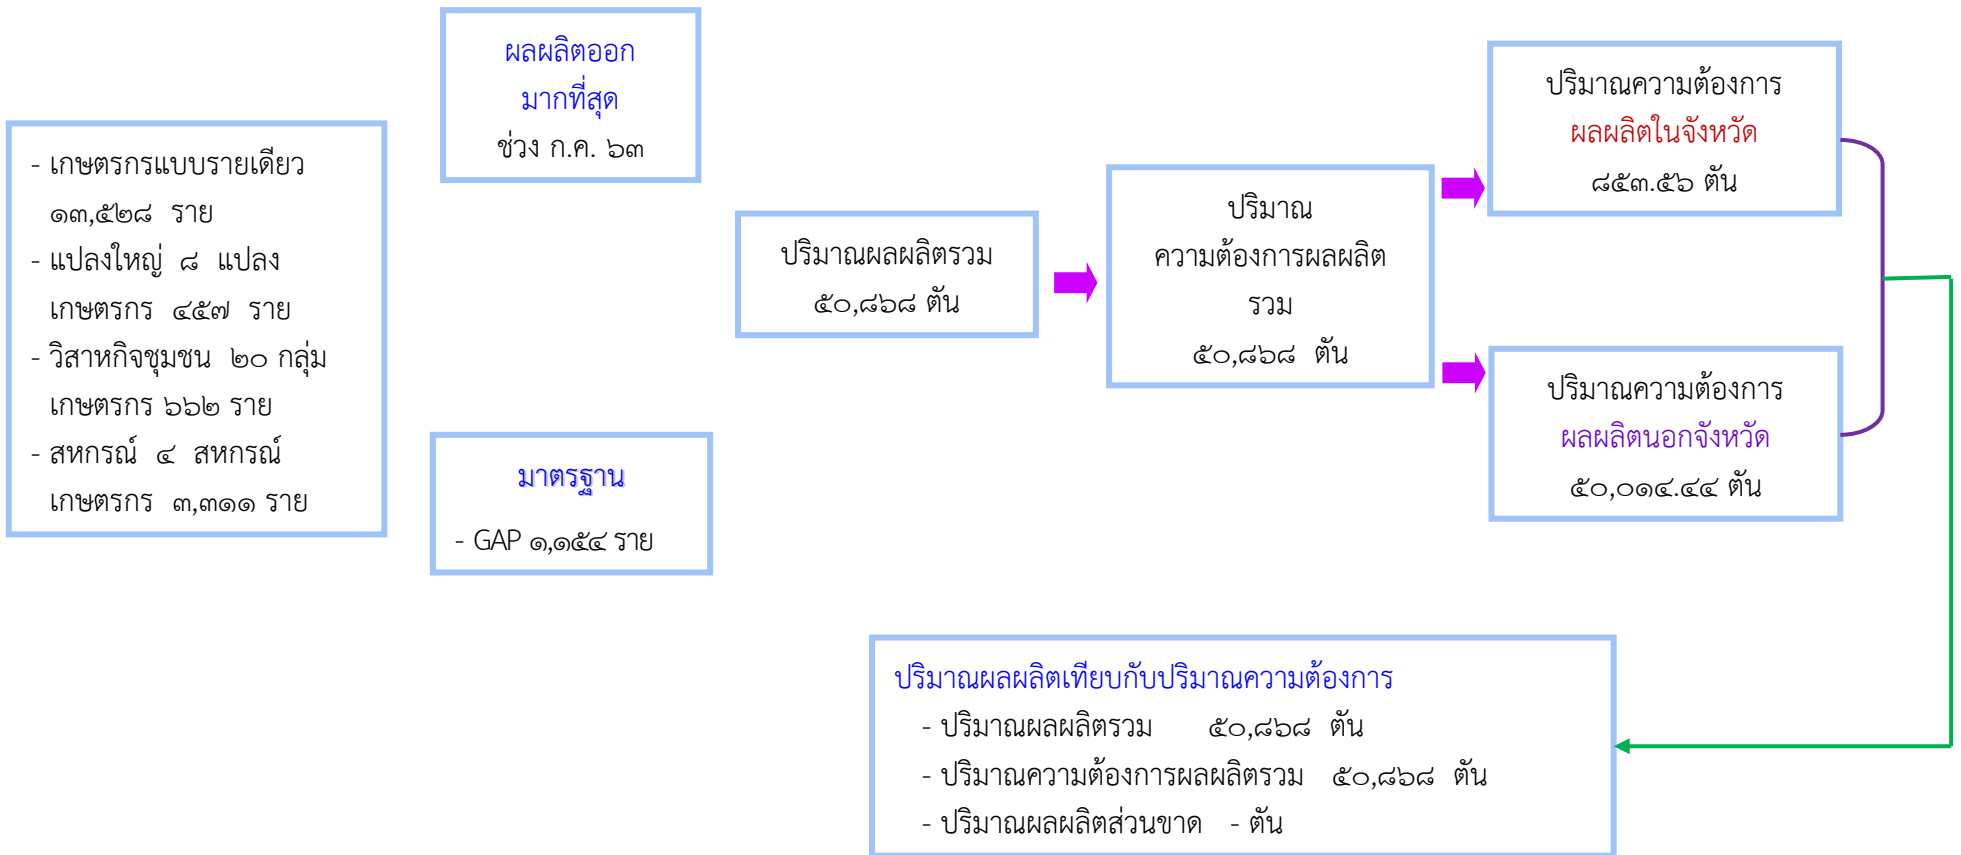 - เกษตรกรแบบรายเดียว
๑๓,๕๒๘ ราย
- แปลงใหญ่ ๘ แปลง
เกษตรกร ๔๕๗ ราย
- วิสาหกิจชุมชน ๒๐ กลุ่ม
เกษตรกร ๖๖๒ ราย
- สหกรณ์ ๔ สหกรณ์
เกษตรกร ๓,๓๑๑ ราย
ผลผลิตออก
มากที่สุด
ช่วง ก.ค. ๖๓
มาตรฐาน
- GAP ๑,๑๕๔ ราย
ปริมาณผลผลิตรวม
๕๐,๘๖๘ ตัน
ปริมาณ
ความต้องการผลผลิต
รวม
๕๐,๘๖๘ ตัน
ปริมาณความต้องการ
ผลผลิตในจังหวัด
๘๕๓.๕๖ ตัน
ปริมาณความต้องการ
ผลผลิตนอกจังหวัด
๕๐,๐๑๔.๔๔ ตัน
ปริมาณผลผลิตเทียบกับปริมาณความต้องการ
- ปริมาณผลผลิตรวม ๕๐,๘๖๘ ตัน
- ปริมาณความต้องการผลผลิตรวม ๕๐,๘๖๘ ตัน
- ปริมาณผลผลิตส่วนขาด - ตัน